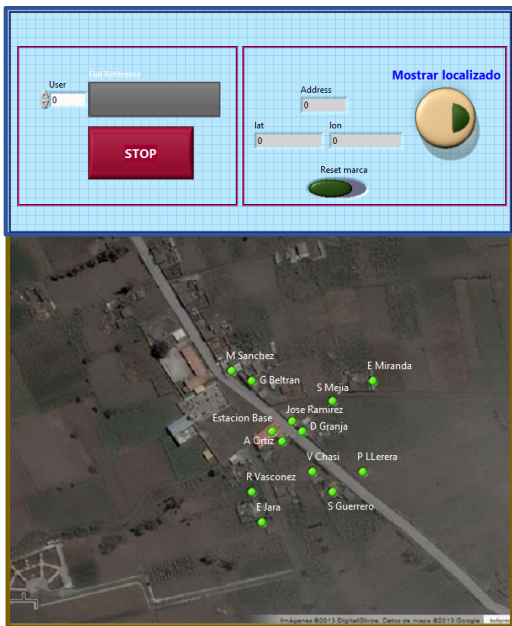 User
Full Reference
0
STOP
Mostrar localizado
Address
0
lat
lon
0
0
Reset marca
M Sanchez
G Beltran
E Miranda
S Mejia
Jose Ramirez
Estacion Base
D Granja
A Ortiz
V Chasi
P LLerera
R Vasconez
S Guerrero
E Jara
Imágenes ©2013 DigitalGlobe, Datos de mapa ©2013 Google
Inform